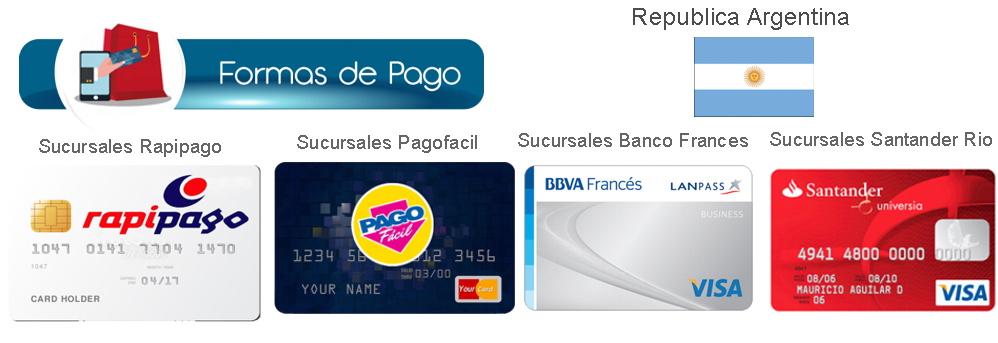 Republica Argentina
Formas de Pago
Sucursales Rapipago
Sucursales Pagofacil
Sucursales Banco Frances
Sucursales Santander Rio
rapipago
1047 0141 7704 1470
1047
04/17
CARD HOLDER
PAGO
Fácil
1234 56 12 3456
03/00
YOUR NAME
Your Card
BBVA Francés
LANPASS
BUSINESS
VISA
Santander
universia
4941 4800 0000 0000
08/06 08/10
MAURICIO AGUILAR D
06
VISA